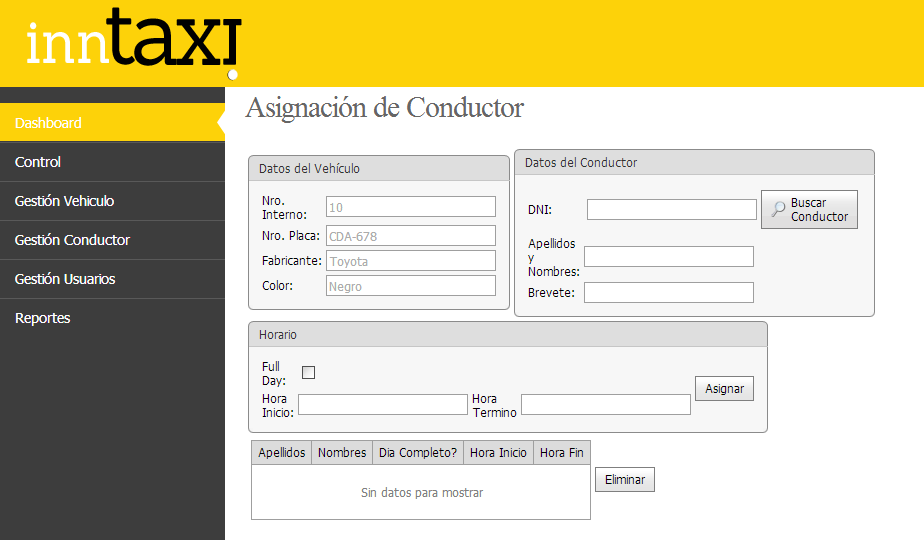 inntaxi
Dashboard
Control
Gestión Vehiculo
Gestión Conductor
Gestión Usuarios
Reportes
Asignación de Conductor
Datos del Vehículo
Nro.
Interno:
10
Nro. Placa:
CDA-678
Fabricante:
Toyota
Color:
Negro
Datos del Conductor
DNI:
Buscar
Conductor
Apellidos
y
Nombres:
Brevete:
Horario
Full
Day:
Hora
Inicio:
Hora
Termino
Asignar
Apellidos Nombres Dia Completo? Hora Inicio Hora Fin
Sin datos para mostrar
Eliminar